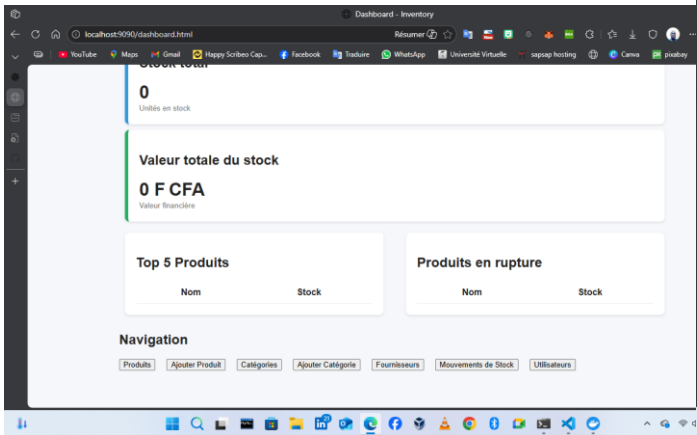 Dashboard - Inventory
localhost:9090/dashboard.html
Résumer
YouTube Maps Gmail Happy Scribeo Cap... Facebook Traduire WhatsApp Université Virtuelle sapsap hosting Canva pixabay
Stock total
0
Unités en stock
Valeur totale du stock
0 F CFA
Valeur financière
Top 5 Produits
Nom Stock
Produits en rupture
Nom Stock
Navigation
Produits Ajouter Produit Catégories Ajouter Catégorie Fournisseurs Mouvements de Stock Utilisateurs